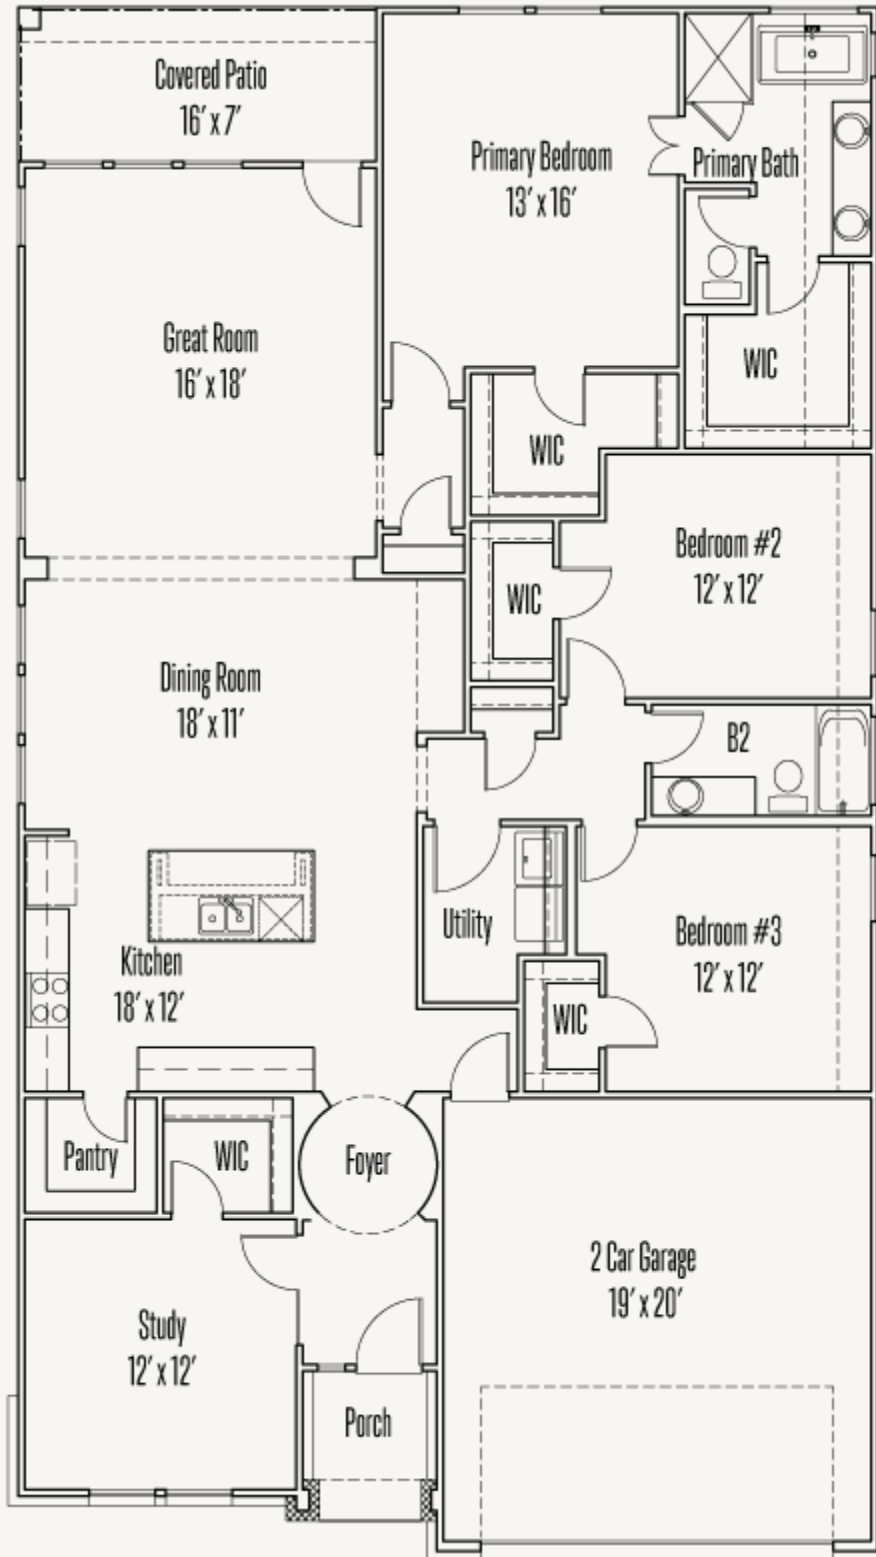 Covered Patio
16′ x 7′
Primary Bedroom
13′ x 16′
Primary Bath
Great Room
16′ x 18′
WIC
WIC
Bedroom #2
12′ x 12′
WIC
Dining Room
18′ x 11′
B2
Utility
Bedroom #3
12′ x 12′
Kitchen
18′ x 12′
WIC
Pantry
WIC
Foyer
2 Car Garage
19′ x 20′
Study
12′ x 12′
Porch